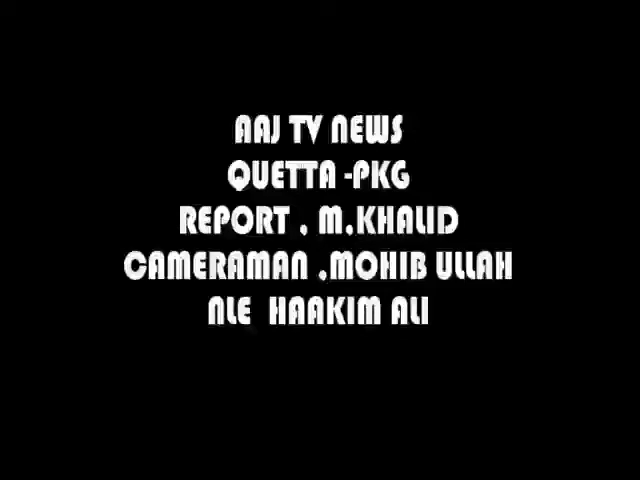 AAJ TV NEWS
QUETTA -PKG
REPORT , M,KHALID
CAMERAMAN ,MOHIB ULLAH
NLE HAAKIM ALI